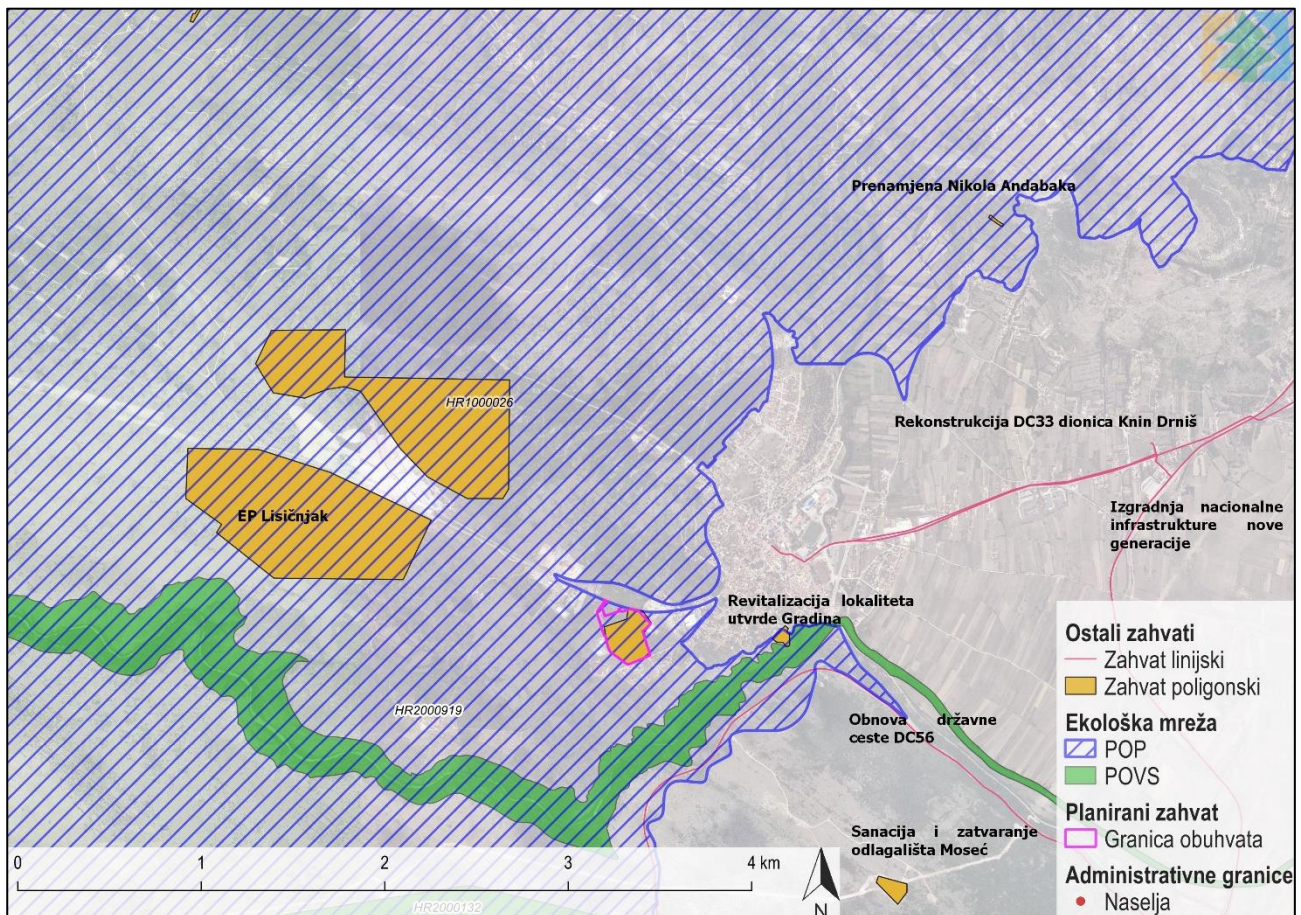 Prenamjena Nikola Andabaka
HR1000026
Rekonstrukcija DC33 dionica Knin Drniš
EP Lisičnjak
Izgradnja nacionalne
infrastrukture nove
generacije
Revitalizacija lokaliteta
utvrde Gradina
HR2000919
Obnova državne
ceste DC56
Sanacija i zatvaranje
odlagališta Moseć
0 1 2 3 4 km
N
HR2000132
Ostali zahvati
Zahvat linijski
Zahvat poligonski
Ekološka mreža
POP
POVS
Planirani zahvat
Granica obuhvata
Administrativne granice
Naselja